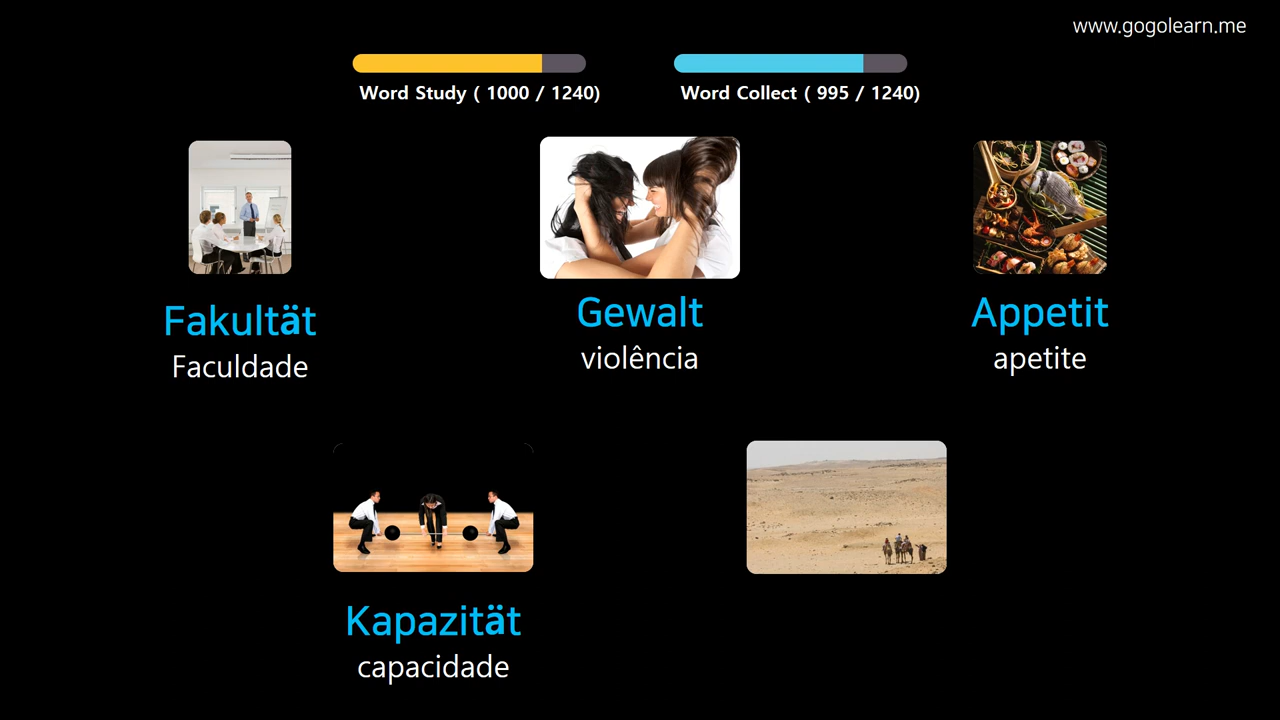 www.gogolearn.me
Word Study ( 1000 / 1240)
Word Collect ( 995 / 1240)
Fakultät
Faculdade
Gewalt
violência
Appetit
apetite
Kapazität
capacidade